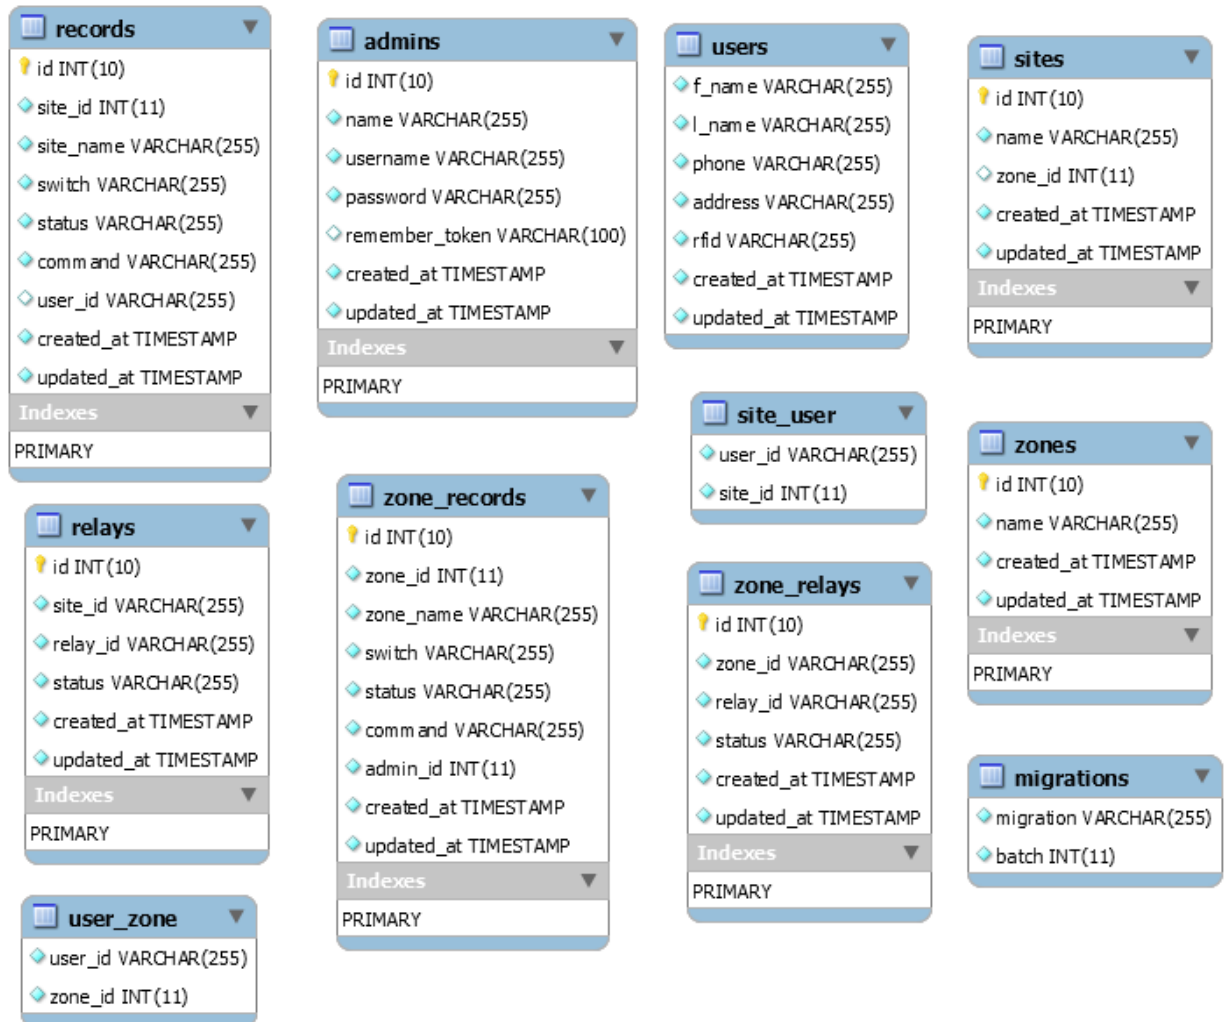 records
id INT(10)
site_id INT(11)
site_name VARCHAR(255)
switch VARCHAR(255)
status VARCHAR(255)
command VARCHAR(255)
user_id VARCHAR(255)
created_at TIMESTAMP
updated_at TIMESTAMP
Indexes
PRIMARY
admins
id INT(10)
name VARCHAR(255)
username VARCHAR(255)
password VARCHAR(255)
remember_token VARCHAR(100)
created_at TIMESTAMP
updated_at TIMESTAMP
Indexes
PRIMARY
users
f_name VARCHAR(255)
l_name VARCHAR(255)
phone VARCHAR(255)
address VARCHAR(255)
rfid VARCHAR(255)
created_at TIMESTAMP
updated_at TIMESTAMP
sites
id INT(10)
name VARCHAR(255)
zone_id INT(11)
created_at TIMESTAMP
updated_at TIMESTAMP
Indexes
PRIMARY
relays
id INT(10)
site_id VARCHAR(255)
relay_id VARCHAR(255)
status VARCHAR(255)
created_at TIMESTAMP
updated_at TIMESTAMP
Indexes
PRIMARY
zone_records
id INT(10)
zone_id INT(11)
zone_name VARCHAR(255)
switch VARCHAR(255)
status VARCHAR(255)
command VARCHAR(255)
admin_id INT(11)
created_at TIMESTAMP
updated_at TIMESTAMP
Indexes
PRIMARY
site_user
user_id VARCHAR(255)
site_id INT(11)
zone_relays
id INT(10)
zone_id VARCHAR(255)
relay_id VARCHAR(255)
status VARCHAR(255)
created_at TIMESTAMP
updated_at TIMESTAMP
Indexes
PRIMARY
zones
id INT(10)
name VARCHAR(255)
created_at TIMESTAMP
updated_at TIMESTAMP
Indexes
PRIMARY
migrations
migration VARCHAR(255)
batch INT(11)
user_zone
user_id VARCHAR(255)
zone_id INT(11)